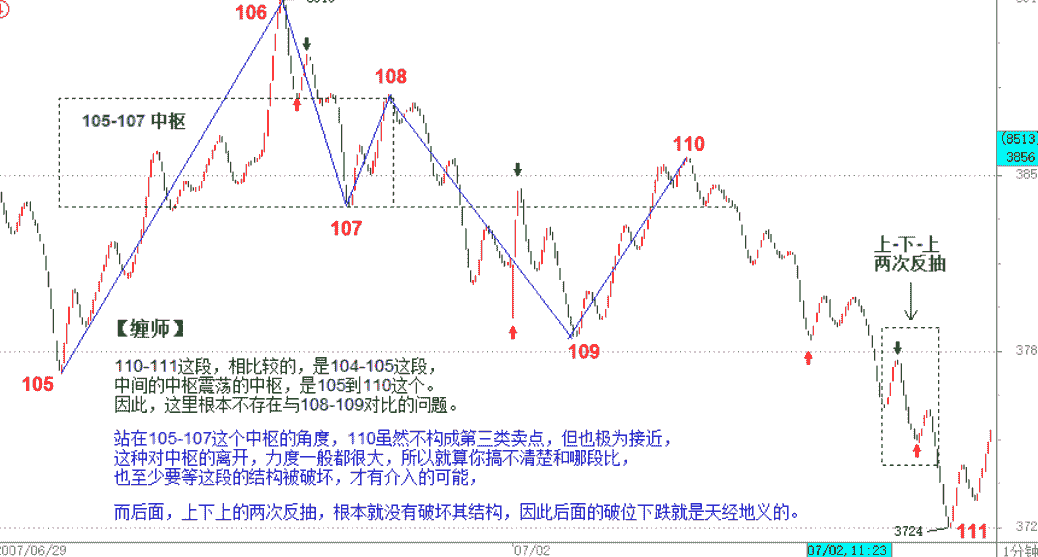 106
108
105-107 中枢
110
(8513)
3856
385
107
上-下-上
两次反抽
【缠师】
109
378
105
110-111这段，相比较的，是104-105这段，
中间的中枢震荡的中枢，是105到110这个。
因此，这里根本不存在与108-109对比的问题。
站在105-107这个中枢的角度，110虽然不构成第三类卖点，但也极为接近，
这种对中枢的离开，力度一般都很大，所以就算你搞不清楚和哪段比，
也至少要等这段的结构被破坏，才有介入的可能，
而后面，上下上的两次反抽，根本就没有破坏其结构，因此后面的破位下跌就是天经地义的。
3724
111
372
2007/06/29
07/02
07/02,11:23
1分钟